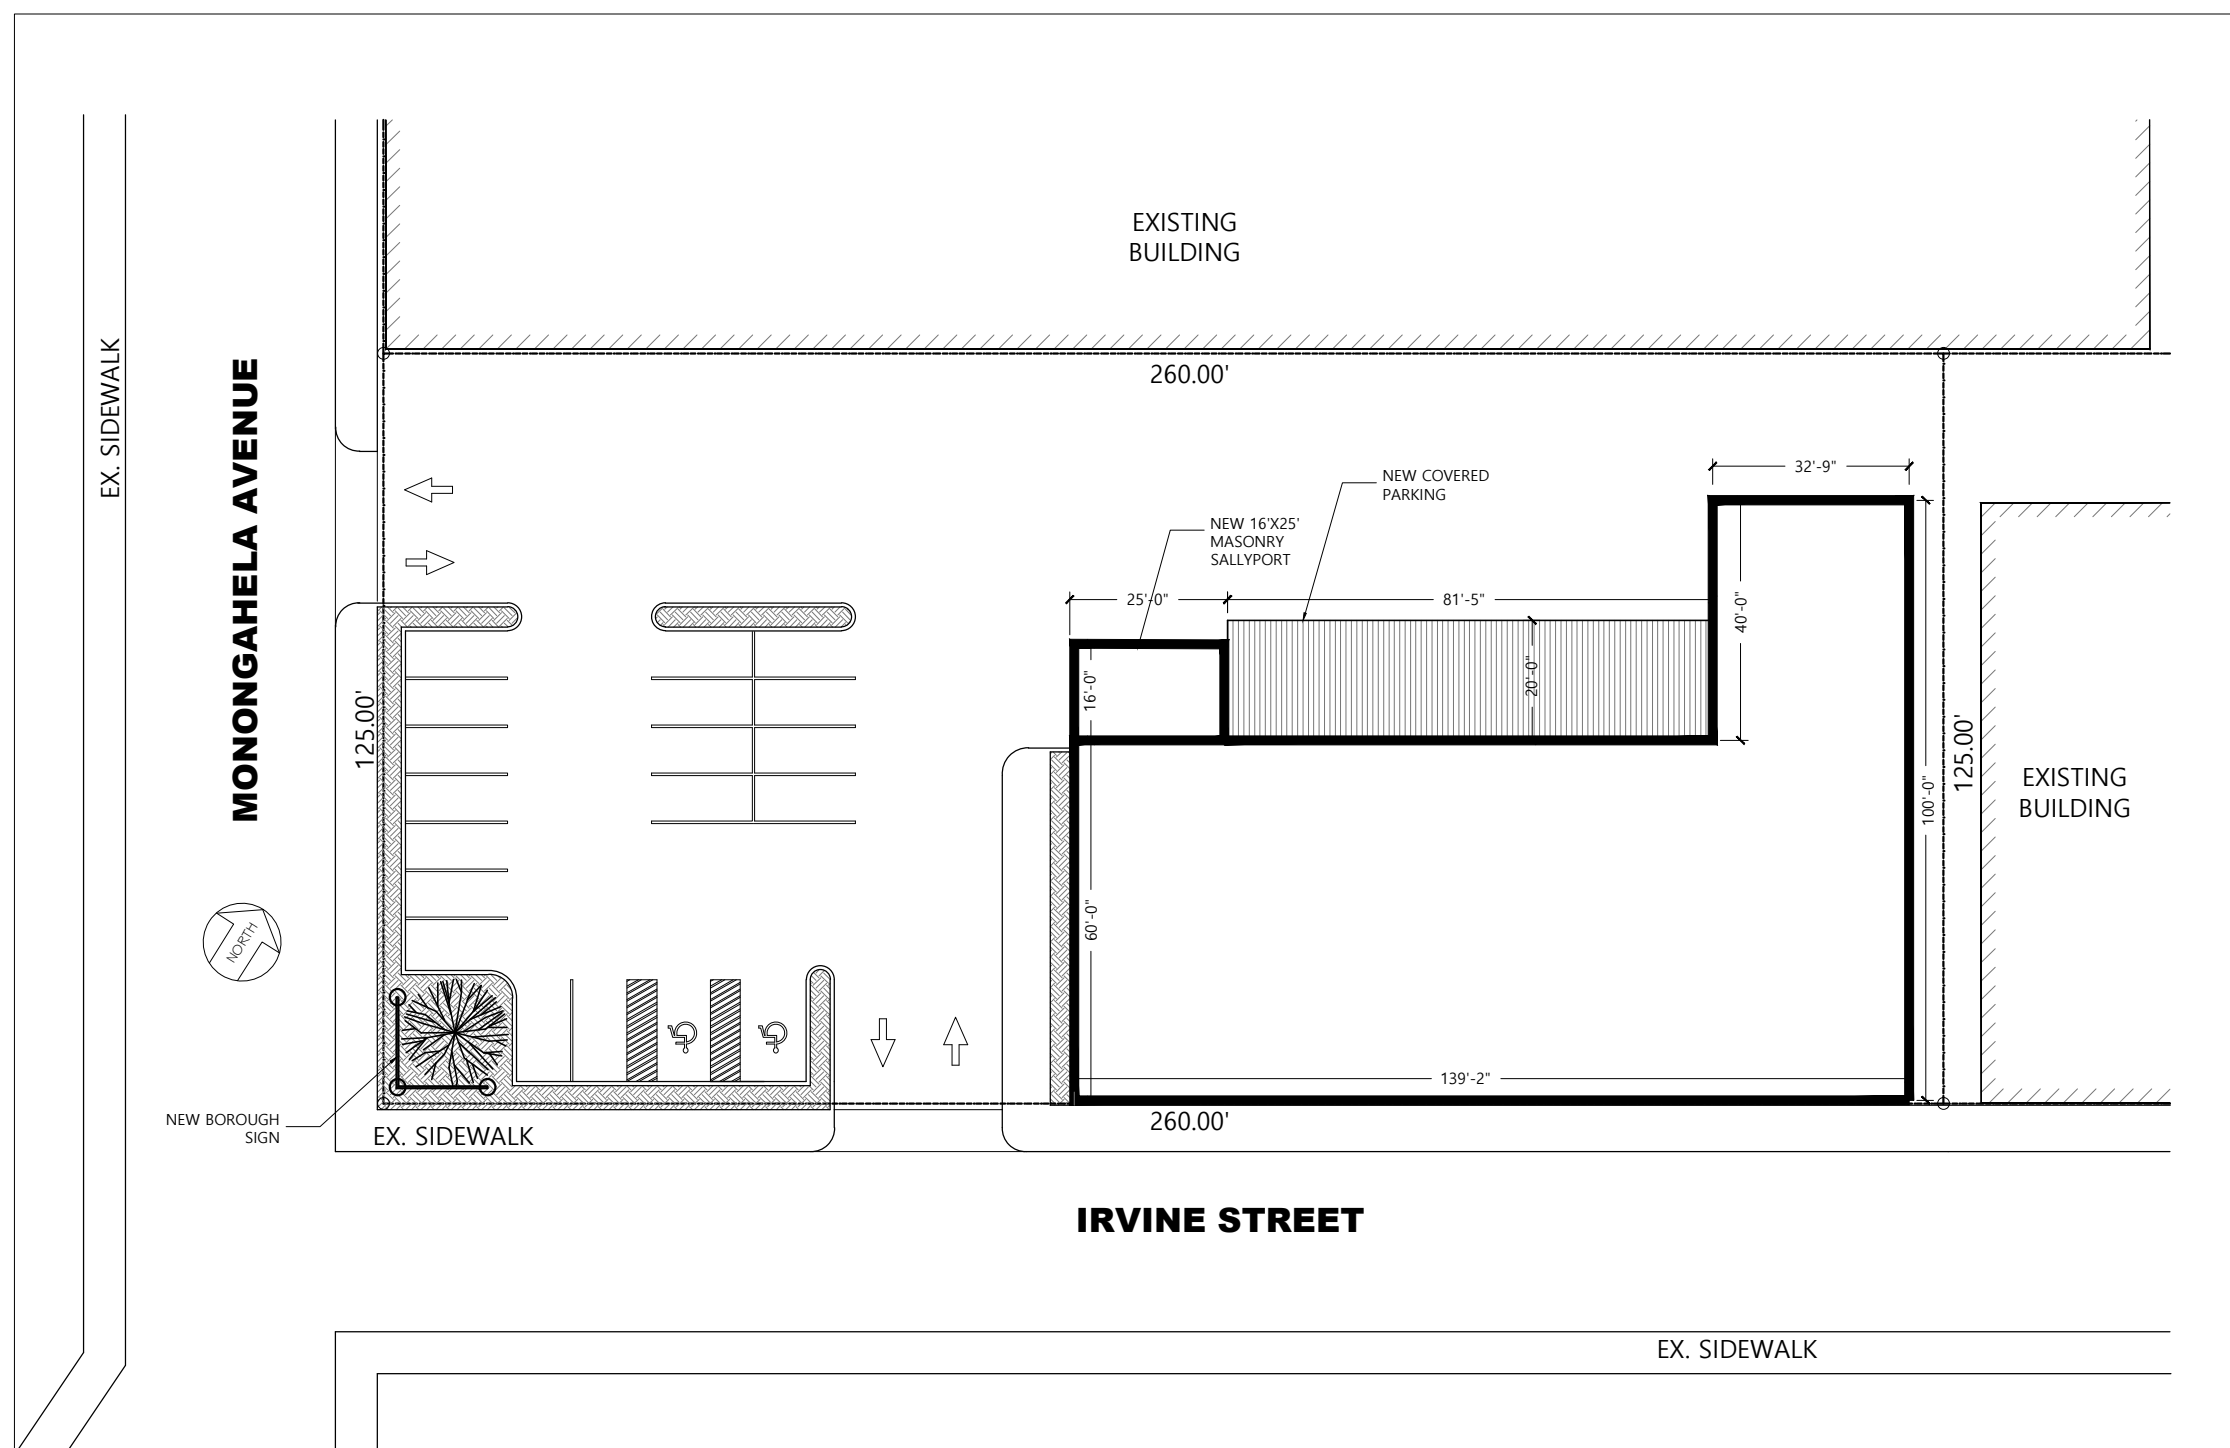 EXISTING
BUILDING
EX. SIDEWALK
MONONGAHELA AVENUE
260.00'
32'-9"
NEW COVERED
PARKING
NEW 16'X25'
MASONRY
SALLYPORT
25'-0"
81'-5"
40'-0"
16'-0"
20'-0"
125.00'
125.00'
100'-0"
EXISTING
BUILDING
60'-0"
NORTH
139'-2"
NEW BOROUGH
SIGN
EX. SIDEWALK
260.00'
IRVINE STREET
EX. SIDEWALK